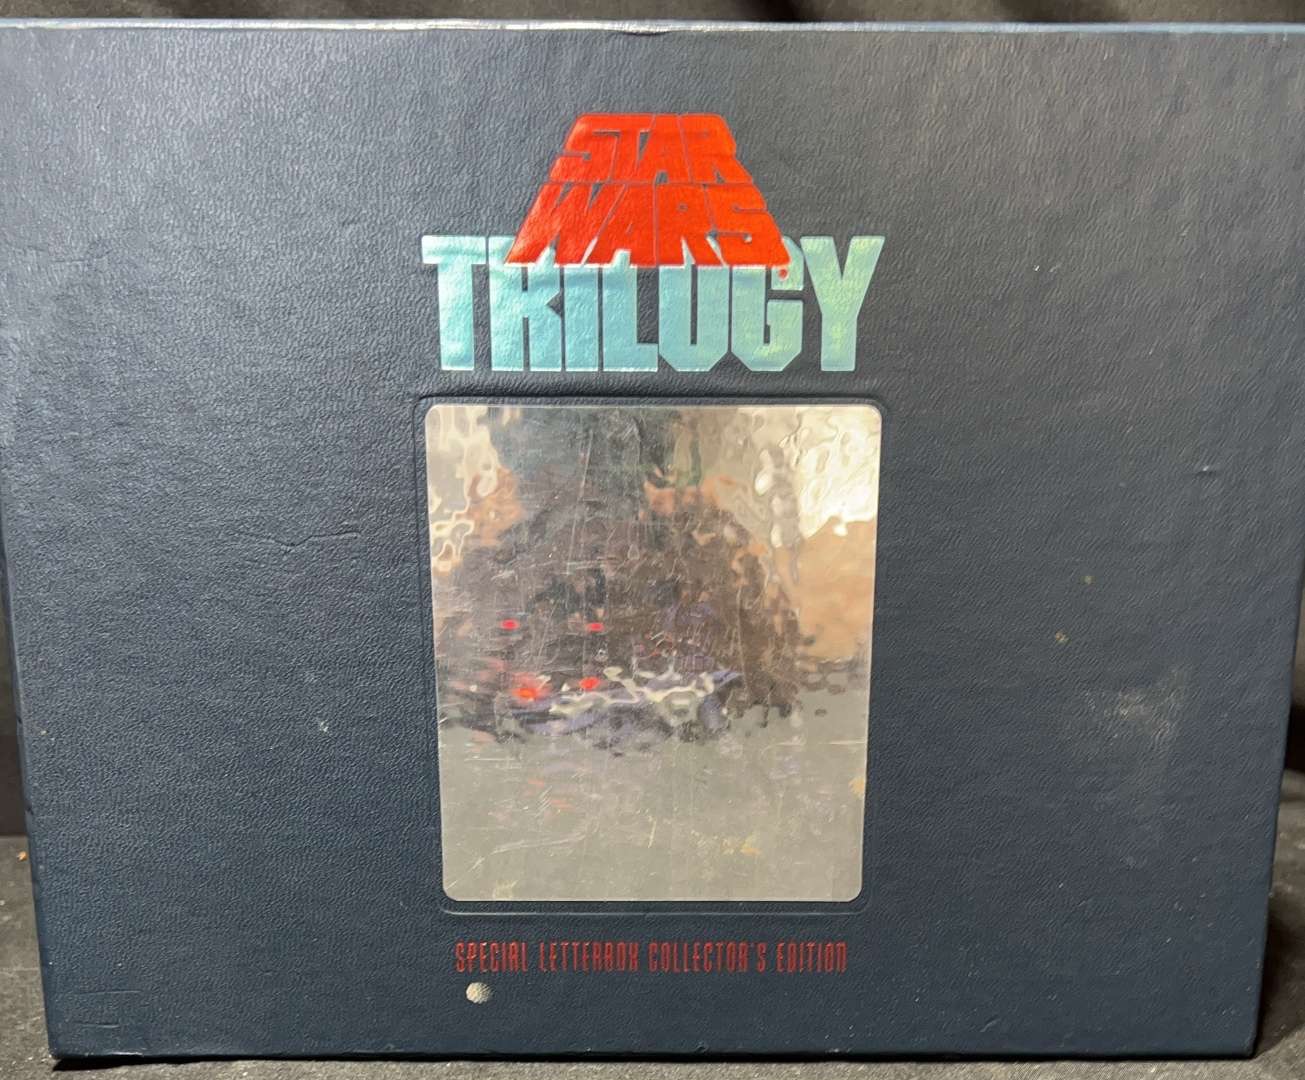 STAR
WARS
TRILOGY
SPECIAL LETTERBOX COLLECTOR'S EDITION